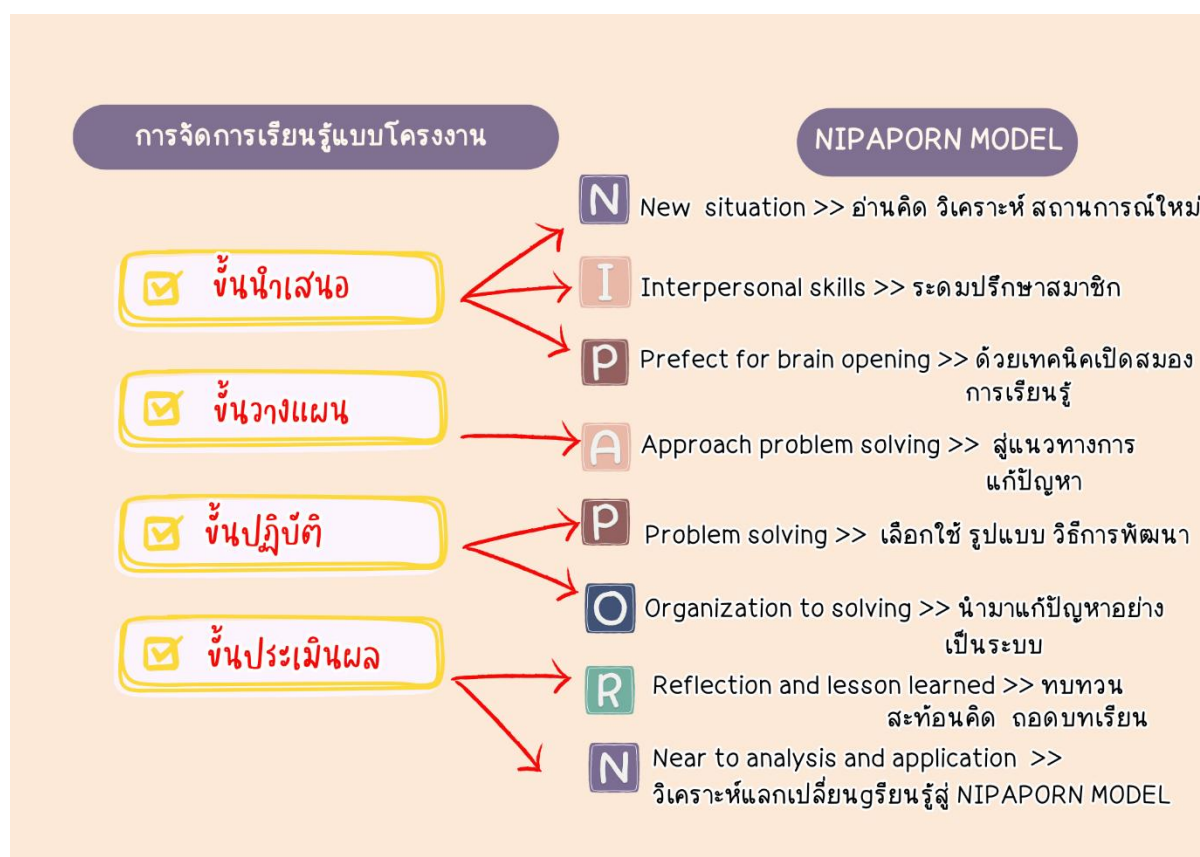 การจัดการเรียนรู้แบบโครงงาน
ขั้นนำเสนอ
ขั้นวางแผน
ขั้นปฏิบัติ
ขั้นประเมินผล
NIPAPORN MODEL
N New situation >> อ่านคิด วิเคราะห์ สถานการณ์ใหม่
I Interpersonal skills >> ระดมปรึกษาสมาชิก
P Prefect for brain opening >> ด้วยเทคนิคเปิดสมอง
การเรียนรู้
A Approach problem solving >> สู่แนวทางการ
แก้ปัญหา
P Problem solving >> เลือกใช้ รูปแบบ วิธีการพัฒนา
O Organization to solving >> นำมาแก้ปัญหาอย่าง
เป็นระบบ
R Reflection and lesson learned >> ทบทวน
สะท้อนคิด ถอดบทเรียน
N Near to analysis and application >>
วิเคราะห์แลกเปลี่ยนgรียนรู้สู่ NIPAPORN MODEL